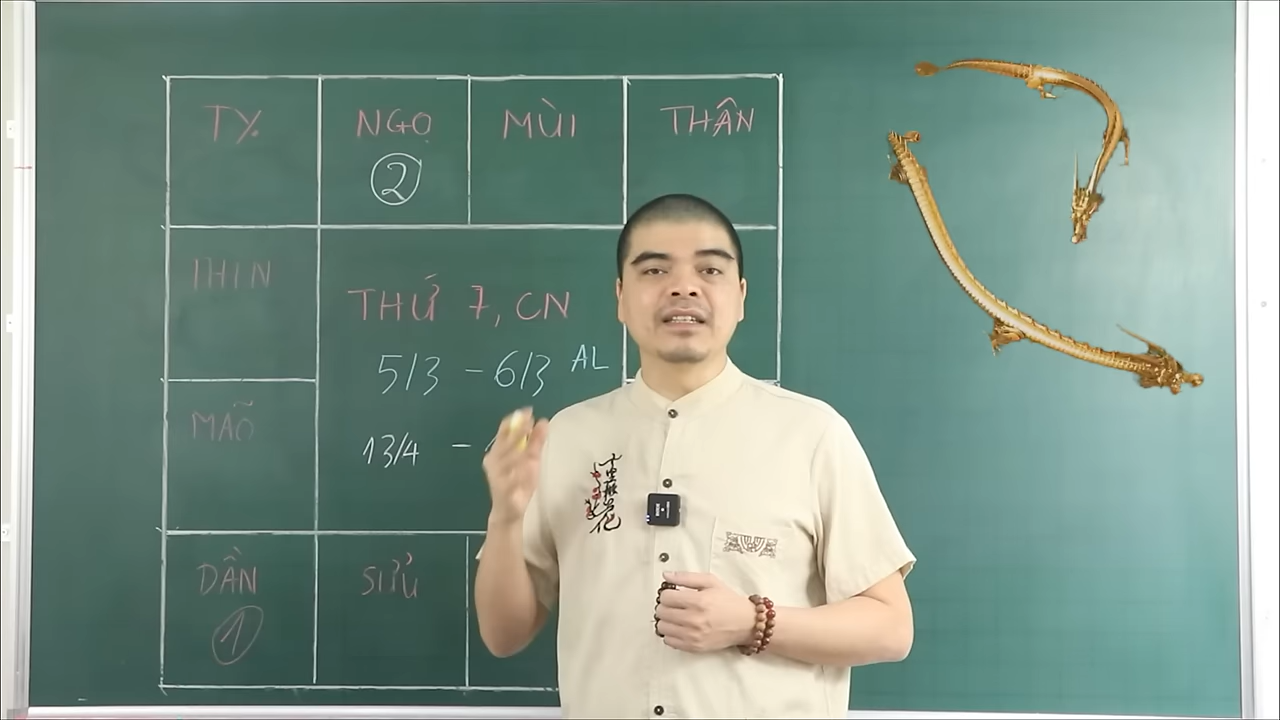 TỴ NGỌ MÙI THÂN
②
THÌN
THỨ 7, CN
5/3 – 6/3 AL
MÃO
13/4 –
DẦN SỬU
①